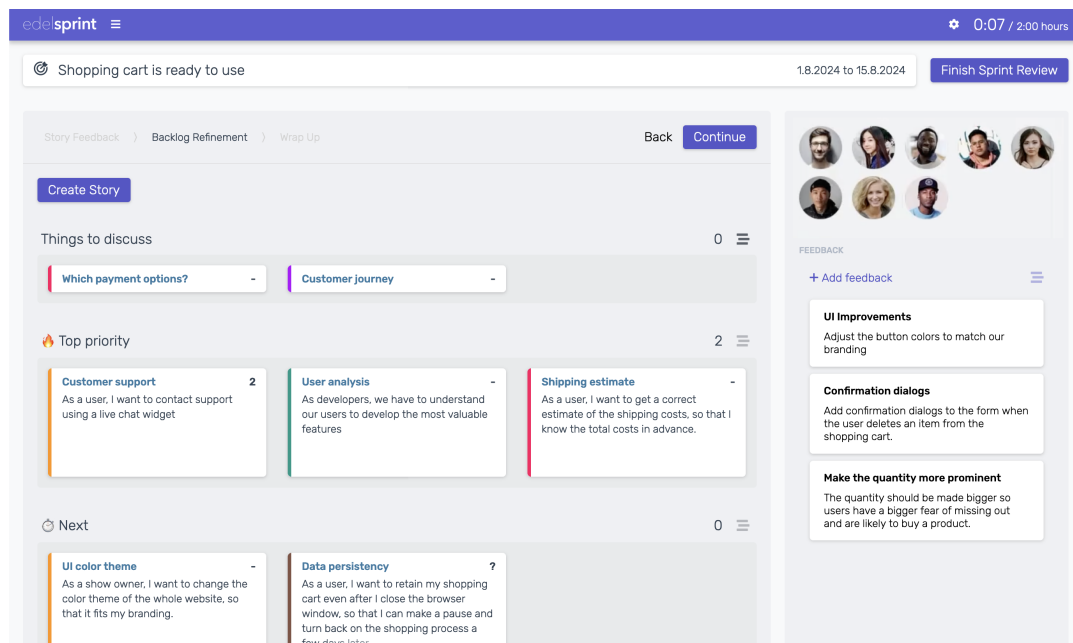 edelsprint
0:07 / 2:00 hours
Shopping cart is ready to use
1.8.2024 to 15.8.2024
Finish Sprint Review
Story Feedback
Backlog Refinement
Wrap Up
Back
Continue
Create Story
Things to discuss
0
Which payment options?
-
Customer journey
-
Top priority
2
Customer support
2
As a user, I want to contact support
using a live chat widget
User analysis
-
As developers, we have to understand
our users to develop the most valuable
features
Shipping estimate
-
As a user, I want to get a correct
estimate of the shipping costs, so that I
know the total costs in advance.
Next
0
UI color theme
-
As a show owner, I want to change the
color theme of the whole website, so
that it fits my branding.
Data persistency
?
As a user, I want to retain my shopping
cart even after I close the browser
window, so that I can make a pause and
turn back on the shopping process a
few days later
FEEDBACK
+ Add feedback
UI Improvements
Adjust the button colors to match our
branding
Confirmation dialogs
Add confirmation dialogs to the form when
the user deletes an item from the
shopping cart.
Make the quantity more prominent
The quantity should be made bigger so
users have a bigger fear of missing out
and are likely to buy a product.